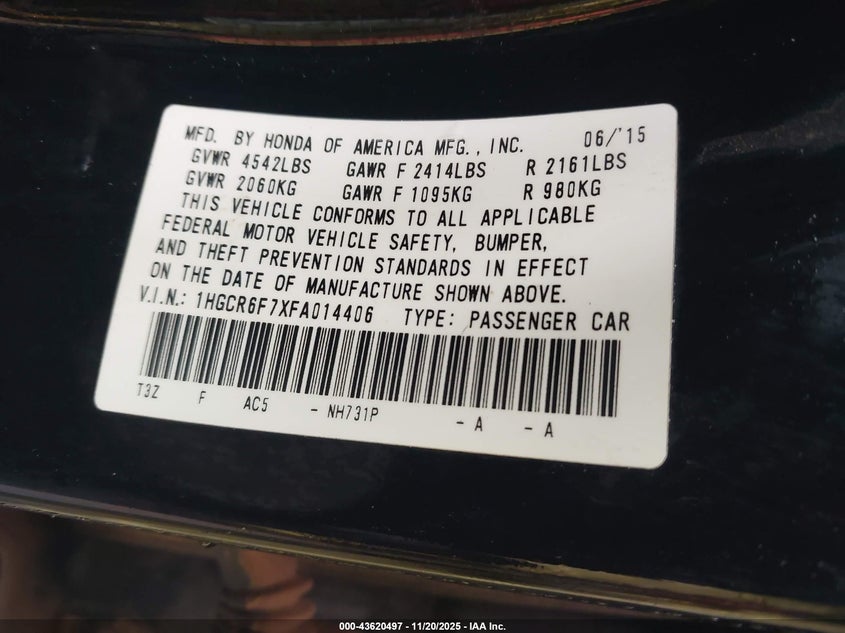 MFD. BY HONDA OF AMERICA MFG., INC. 06/'15
GVWR 4542LBS GAWR F 2414LBS R 2161LBS
GVWR 2060KG GAWR F 1095KG R 980KG
THIS VEHICLE CONFORMS TO ALL APPLICABLE
FEDERAL MOTOR VEHICLE SAFETY, BUMPER,
AND THEFT PREVENTION STANDARDS IN EFFECT
ON THE DATE OF MANUFACTURE SHOWN ABOVE.
V.I.N.: 1HGCR6F7XFA014406 TYPE: PASSENGER CAR
T3Z F AC5 - NH731P - A - A
000-43620497 - 11/20/2025 - IAA Inc.